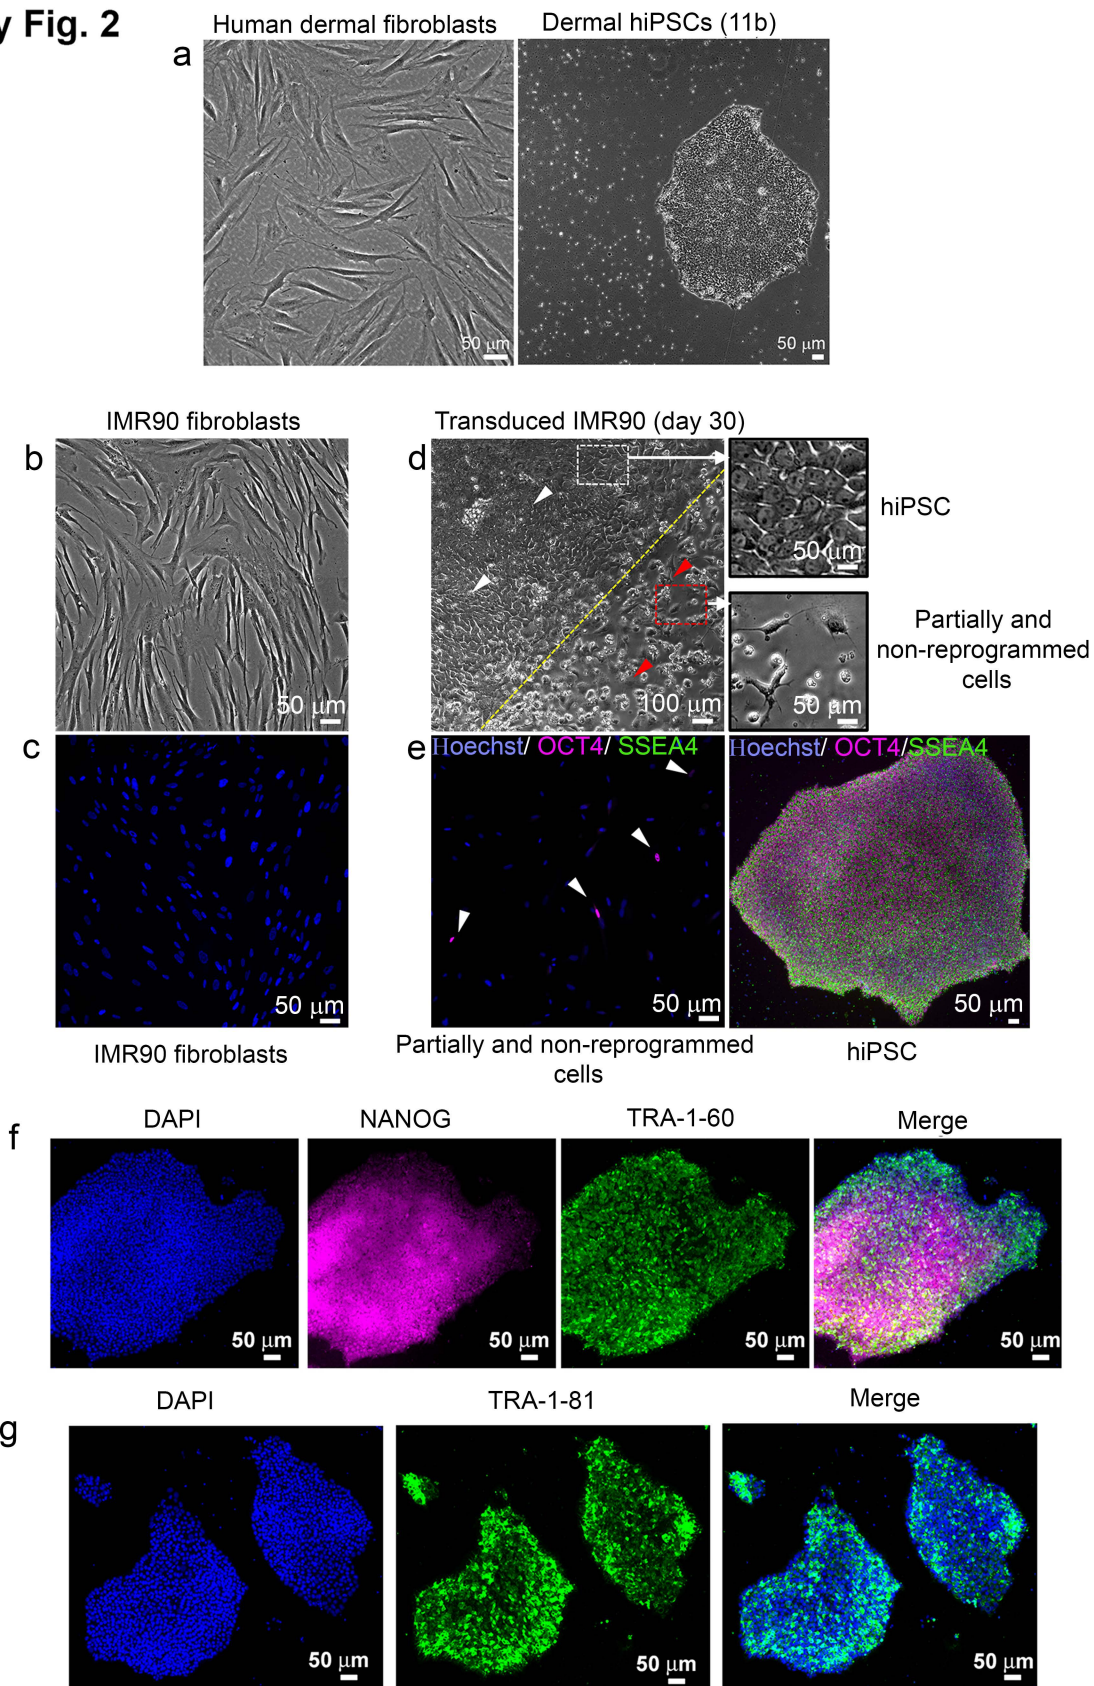 y Fig. 2
Human dermal fibroblasts
Dermal hiPSCs (11b)
a
50 μm
50 μm
IMR90 fibroblasts
Transduced IMR90 (day 30)
b
50 μm
d
100 μm
50 μm
hiPSC
50 μm
Partially and
non-reprogrammed
cells
c
50 μm
IMR90 fibroblasts
e
Hoechst/ OCT4/ SSEA4
50 μm
Hoechst/ OCT4/SSEA4
50 μm
Partially and non-reprogrammed
cells
hiPSC
f
DAPI
NANOG
TRA-1-60
Merge
50 μm
50 μm
50 μm
50 μm
g
DAPI
TRA-1-81
Merge
50 μm
50 μm
50 μm